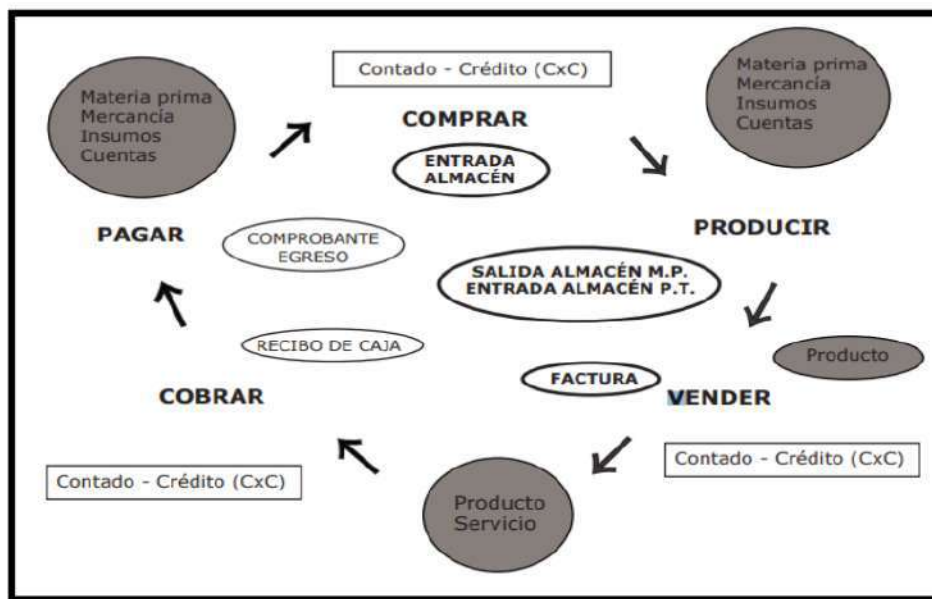 Contado - Crédito (CxC)
Materia prima
Mercancía
Insumos
Cuentas
COMPRAR
ENTRADA
ALMACÉN
Materia prima
Mercancía
Insumos
Cuentas
PAGAR
COMPROBANTE
EGRESO
PRODUCIR
SALIDA ALMACÉN M.P.
ENTRADA ALMACÉN P.T.
RECIBO DE CAJA
Producto
FACTURA
VENDER
COBRAR
Contado - Crédito (CxC)
Contado - Crédito (CxC)
Producto
Servicio